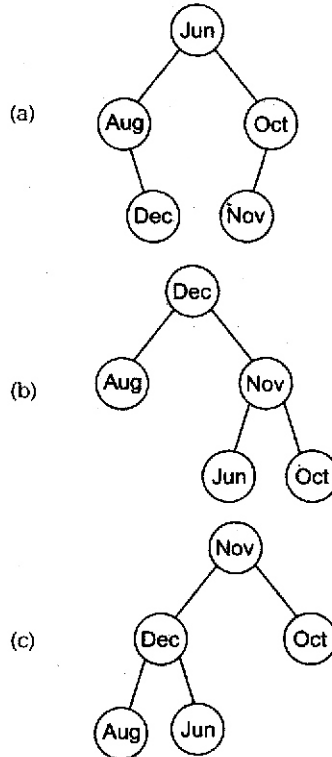 Jun
(a)
Aug Oct
Dec Nov
Dec
(b)
Aug Nov
Jun Oct
Nov
(c)
Dec Oct
Aug Jun